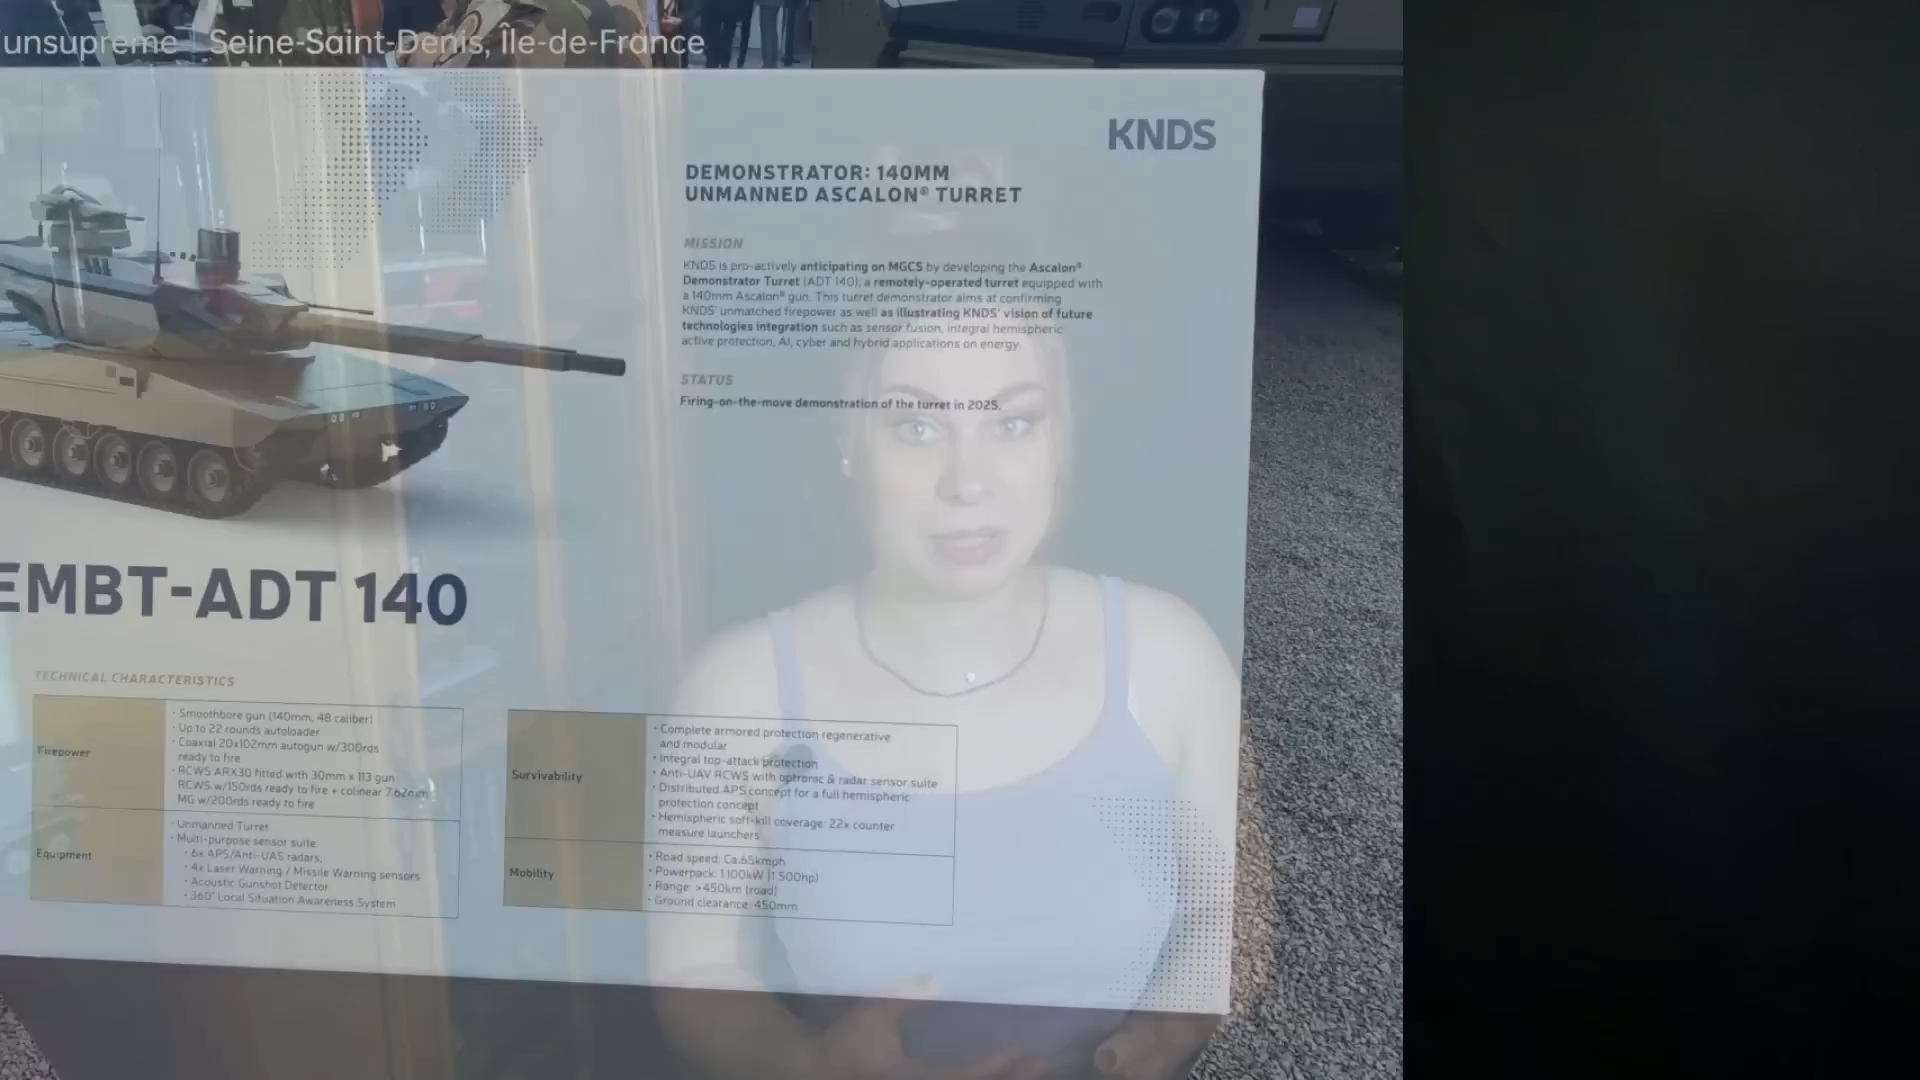 unsupreme | Seine-Saint-Denis, Île-de-France
KNDS
DEMONSTRATOR: 140MM
UNMANNED ASCALON® TURRET
MISSION
KNDS is pro-actively anticipating on MGCS by developing the Ascalon®
Demonstrator Turret (ADT 140), a remotely-operated turret equipped with
a 140mm Ascalon® gun. This turret demonstrator aims at confirming
KNDS' unmatched firepower as well as illustrating KNDS' vision of future
technologies integration such as sensor fusion, integral hemispheric
active protection, AI, cyber and hybrid applications on energy.
STATUS
Firing-on-the-move demonstration of the turret in 2025.
EMBT-ADT 140
TECHNICAL CHARACTERISTICS
Firepower
- Smoothbore gun (140mm, 48 caliber)
- Up to 22 rounds autoloader
- Coaxial 20x102mm autogun w/300rds
ready to fire
- RCWS ARX30 fitted with 30mm x 113 gun
RCWS w/150rds ready to fire + colinear 7.62mm
MG w/200rds ready to fire
Equipment
- Unmanned Turret
- Multi-purpose sensor suite:
- 6x APS/Anti-UAS radars,
- 4x Laser Warning / Missile Warning sensors
- Acoustic Gunshot Detector
- 360° Local Situation Awareness System
Survivability
- Complete armored protection regenerative
and modular
- Integral top-attack protection
- Anti-UAV RCWS with optronic & radar sensor suite
- Distributed APS concept for a full hemispheric
protection concept
- Hemispheric soft-kill coverage: 22x counter
measure launchers
Mobility
- Road speed: Ca.65kmph
- Powerpack: 1.100kW (1.500hp)
- Range: >450km (road)
- Ground clearance: 450mm